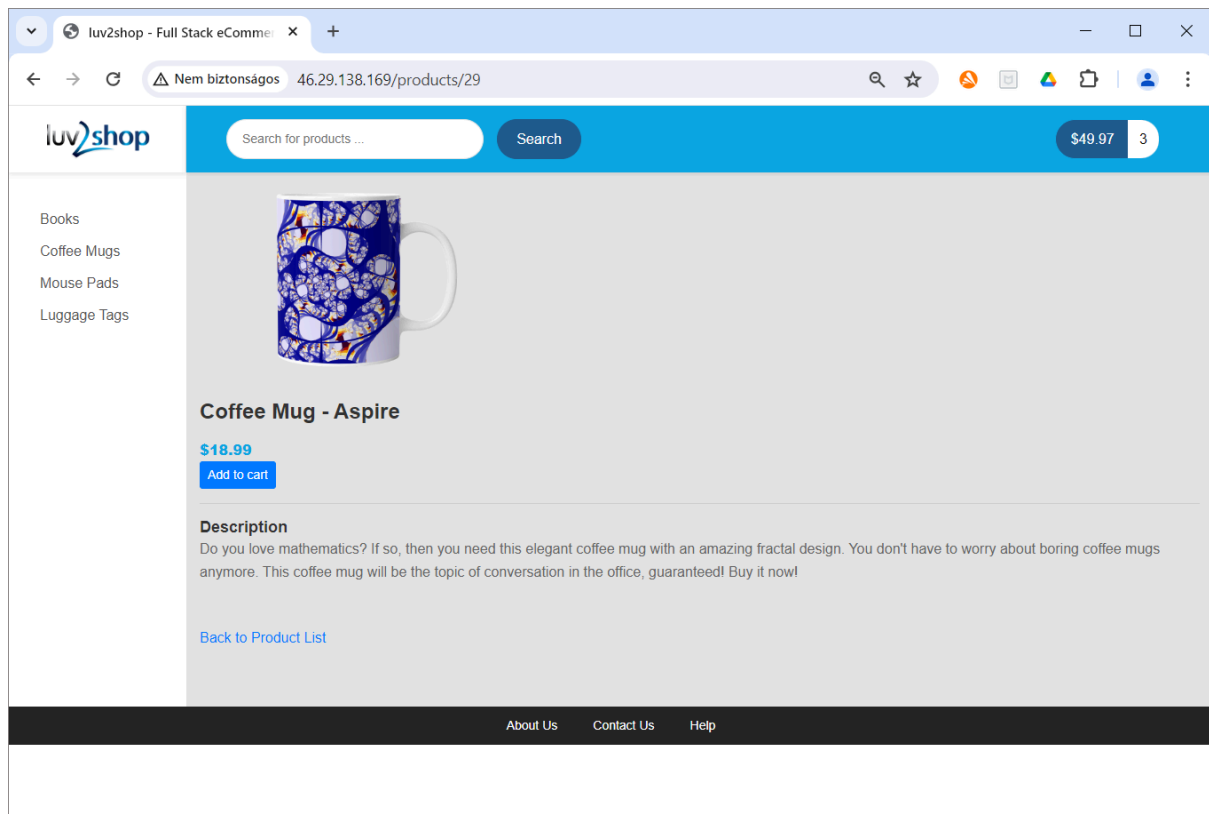 luv2shop - Full Stack eComme
Nem biztonságos 46.29.138.169/products/29
luv2shop
Search for products ...
Search
$49.97 3
Books
Coffee Mugs
Mouse Pads
Luggage Tags
Coffee Mug - Aspire
$18.99
Add to cart
Description
Do you love mathematics? If so, then you need this elegant coffee mug with an amazing fractal design. You don't have to worry about boring coffee mugs
anymore. This coffee mug will be the topic of conversation in the office, guaranteed! Buy it now!
Back to Product List
About Us Contact Us Help